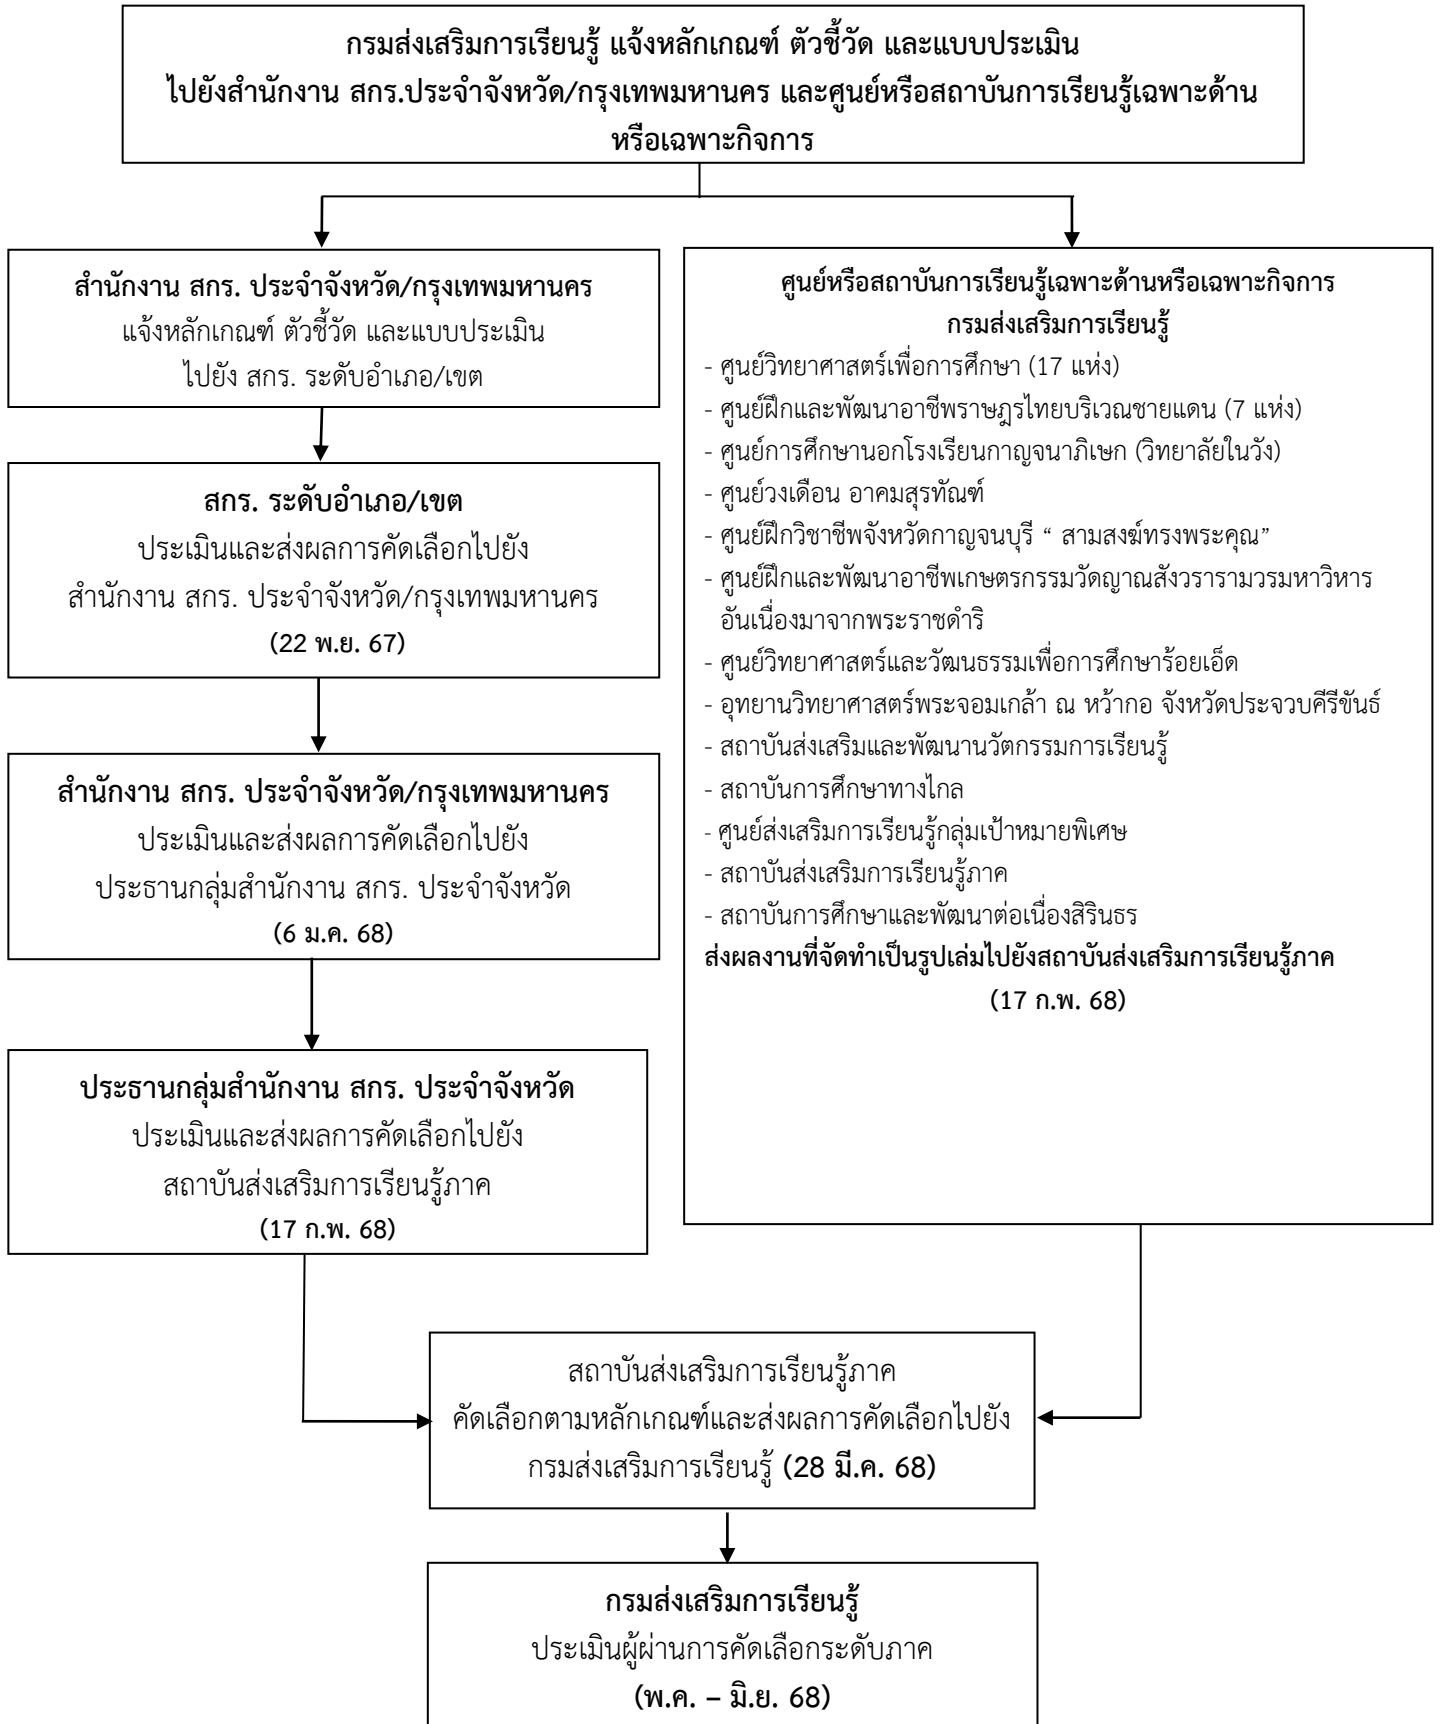 กรมส่งเสริมการเรียนรู้ แจ้งหลักเกณฑ์ ตัวชี้วัด และแบบประเมิน
ไปยังสำนักงาน สกร.ประจำจังหวัด/กรุงเทพมหานคร และศูนย์หรือสถาบันการเรียนรู้เฉพาะด้าน
หรือเฉพาะกิจการ
สำนักงาน สกร. ประจำจังหวัด/กรุงเทพมหานคร
แจ้งหลักเกณฑ์ ตัวชี้วัด และแบบประเมิน
ไปยัง สกร. ระดับอำเภอ/เขต
สกร. ระดับอำเภอ/เขต
ประเมินและส่งผลการคัดเลือกไปยัง
สำนักงาน สกร. ประจำจังหวัด/กรุงเทพมหานคร
(22 พ.ย. 67)
สำนักงาน สกร. ประจำจังหวัด/กรุงเทพมหานคร
ประเมินและส่งผลการคัดเลือกไปยัง
ประธานกลุ่มสำนักงาน สกร. ประจำจังหวัด
(6 ม.ค. 68)
ประธานกลุ่มสำนักงาน สกร. ประจำจังหวัด
ประเมินและส่งผลการคัดเลือกไปยัง
สถาบันส่งเสริมการเรียนรู้ภาค
(17 ก.พ. 68)
ศูนย์หรือสถาบันการเรียนรู้เฉพาะด้านหรือเฉพาะกิจการ
กรมส่งเสริมการเรียนรู้
- ศูนย์วิทยาศาสตร์เพื่อการศึกษา (17 แห่ง)
- ศูนย์ฝึกและพัฒนาอาชีพราษฎรไทยบริเวณชายแดน (7 แห่ง)
- ศูนย์การศึกษานอกโรงเรียนกาญจนาภิเษก (วิทยาลัยในวัง)
- ศูนย์วงเดือน อาคมสุรทัณฑ์
- ศูนย์ฝึกวิชาชีพจังหวัดกาญจนบุรี “ สามสงฆ์ทรงพระคุณ”
- ศูนย์ฝึกและพัฒนาอาชีพเกษตรกรรมวัดญาณสังวรารามวรมหาวิหาร
อันเนื่องมาจากพระราชดำริ
- ศูนย์วิทยาศาสตร์และวัฒนธรรมเพื่อการศึกษาร้อยเอ็ด
- อุทยานวิทยาศาสตร์พระจอมเกล้า ณ หว้ากอ จังหวัดประจวบคีรีขันธ์
- สถาบันส่งเสริมและพัฒนานวัตกรรมการเรียนรู้
- สถาบันการศึกษาทางไกล
- ศูนย์ส่งเสริมการเรียนรู้กลุ่มเป้าหมายพิเศษ
- สถาบันส่งเสริมการเรียนรู้ภาค
- สถาบันการศึกษาและพัฒนาต่อเนื่องสิรินธร
ส่งผลงานที่จัดทำเป็นรูปเล่มไปยังสถาบันส่งเสริมการเรียนรู้ภาค
(17 ก.พ. 68)
สถาบันส่งเสริมการเรียนรู้ภาค
คัดเลือกตามหลักเกณฑ์และส่งผลการคัดเลือกไปยัง
กรมส่งเสริมการเรียนรู้ (28 มี.ค. 68)
กรมส่งเสริมการเรียนรู้
ประเมินผู้ผ่านการคัดเลือกระดับภาค
(พ.ค. – มิ.ย. 68)